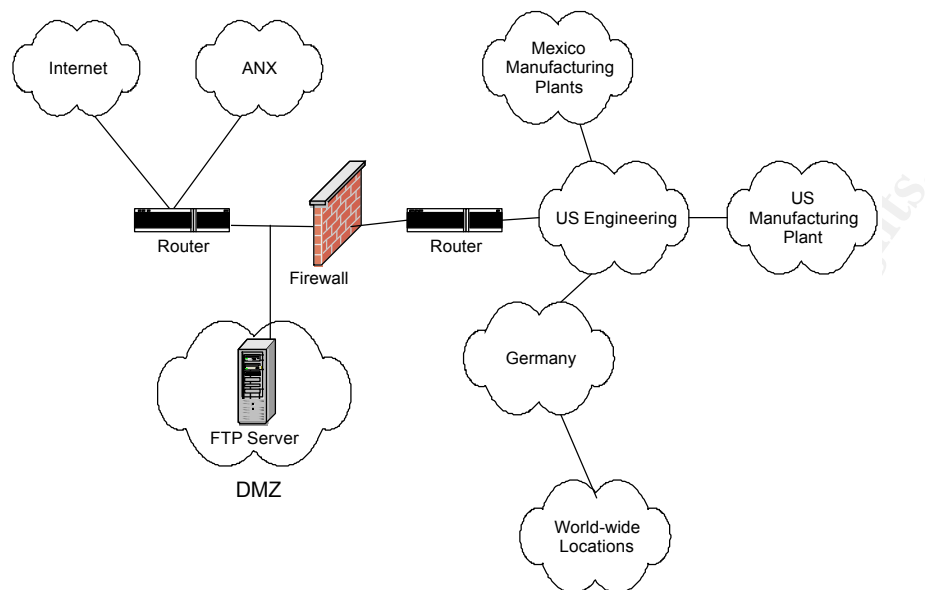 Internet
ANX
Mexico
Manufacturing
Plants
US Engineering
US
Manufacturing
Plant
Router
Firewall
Router
Germany
FTP Server
DMZ
World-wide
Locations